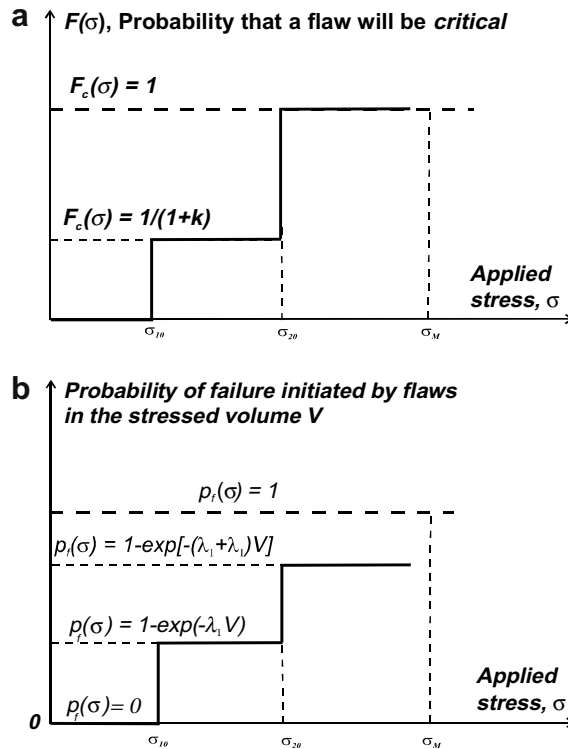 a
F(σ), Probability that a flaw will be critical
F_c(σ) = 1
F_c(σ) = 1/(1+k)
Applied
stress, σ
σ_10 σ_20 σ_M
b
Probability of failure initiated by flaws
in the stressed volume V
p_f(σ) = 1
p_f(σ) = 1-exp[-(λ_1+λ_1)V]
p_f(σ) = 1-exp(-λ_1 V)
Applied
stress, σ
p_f(σ) = 0
0
σ_10 σ_20 σ_M